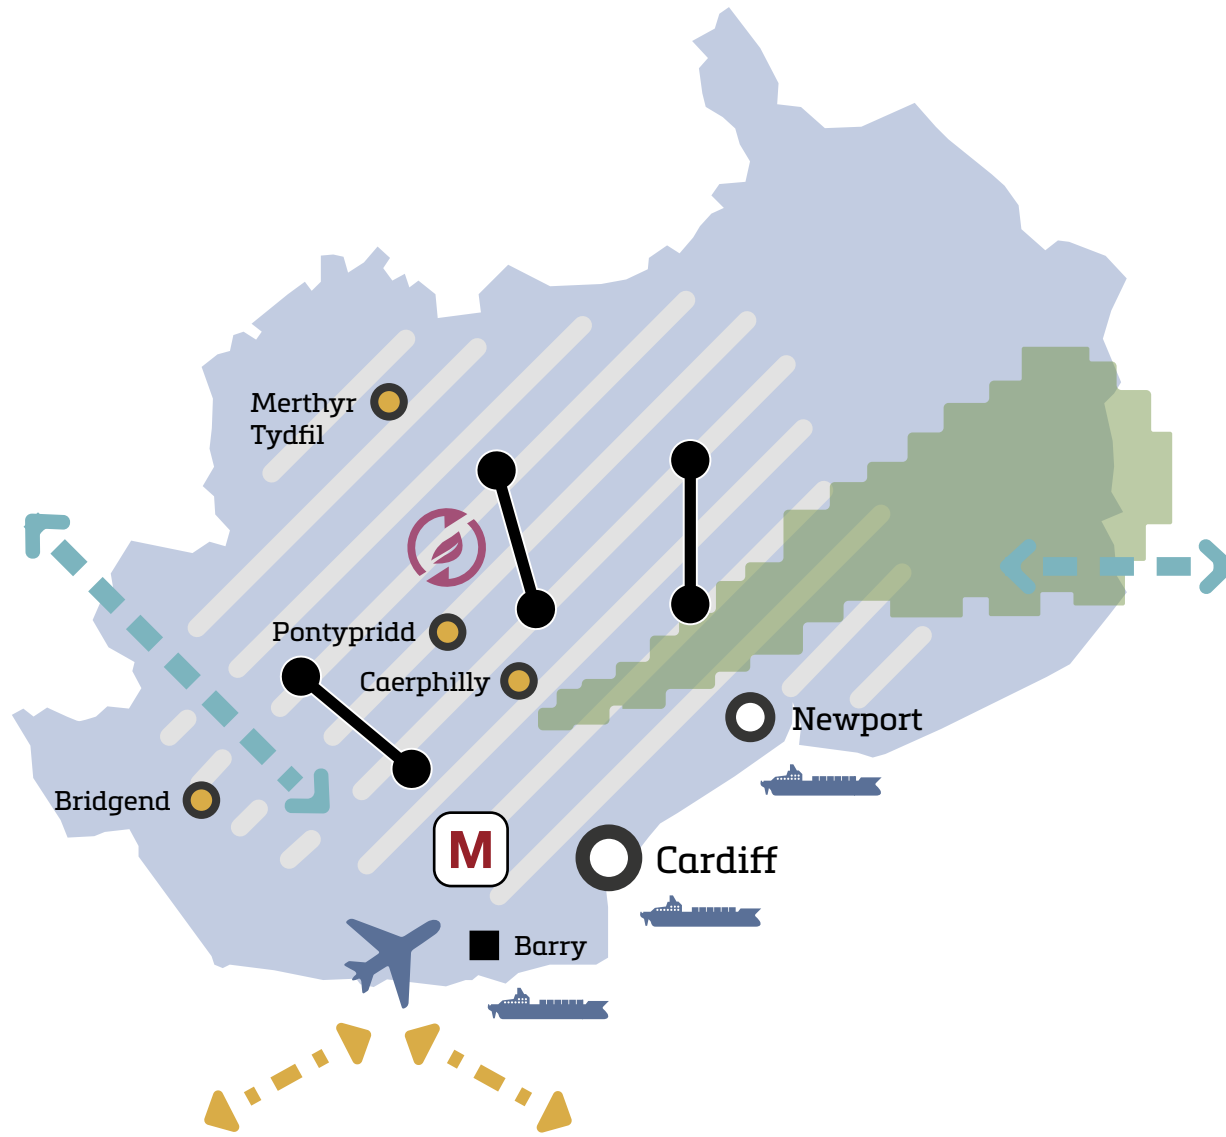 Merthyr
Tydfil
Pontypridd
Caerphilly
Newport
Bridgend
M
Cardiff
Barry